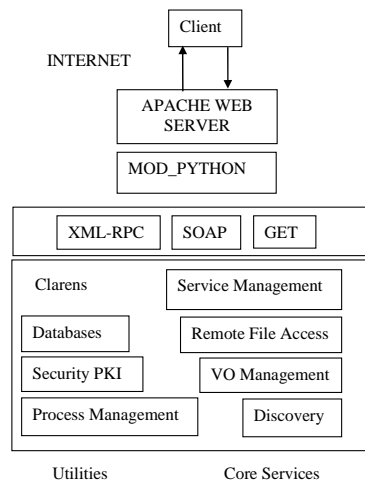 Client
INTERNET
APACHE WEB
SERVER
MOD_PYTHON
XML-RPC
SOAP
GET
Clarens
Service Management
Databases
Remote File Access
Security PKI
VO Management
Process Management
Discovery
Utilities
Core Services